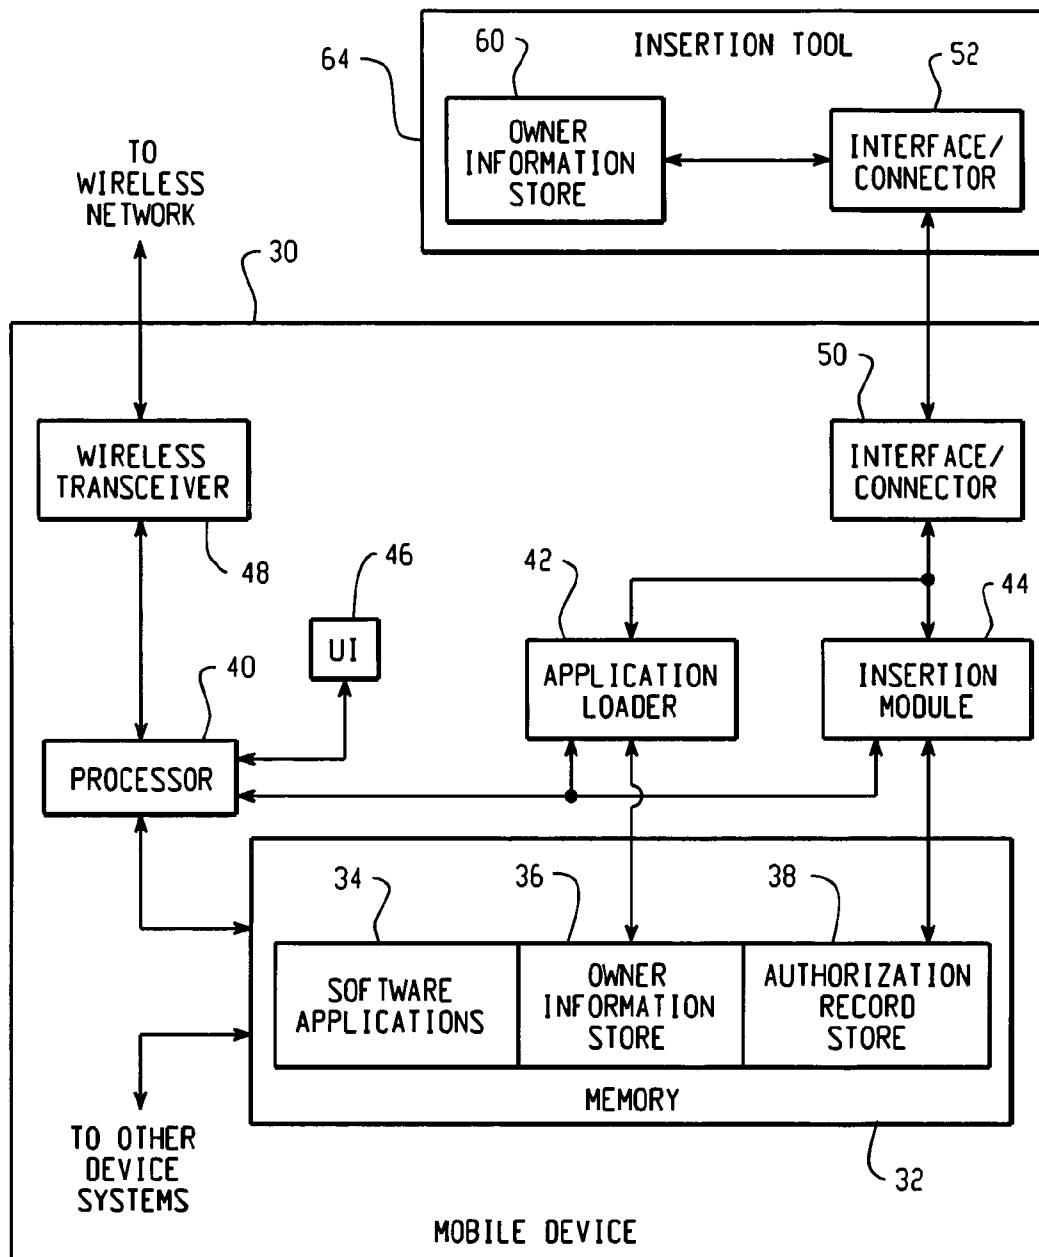 INSERTION TOOL
64
60
52
OWNER
INFORMATION
STORE
INTERFACE/
CONNECTOR
TO
WIRELESS
NETWORK
30
50
WIRELESS
TRANSCEIVER
INTERFACE/
CONNECTOR
48
46
42
44
UI
40
APPLICATION
LOADER
INSERTION
MODULE
PROCESSOR
34
36
38
SOFTWARE
APPLICATIONS
OWNER
INFORMATION
STORE
AUTHORIZATION
RECORD
STORE
MEMORY
TO OTHER
DEVICE
SYSTEMS
32
MOBILE DEVICE